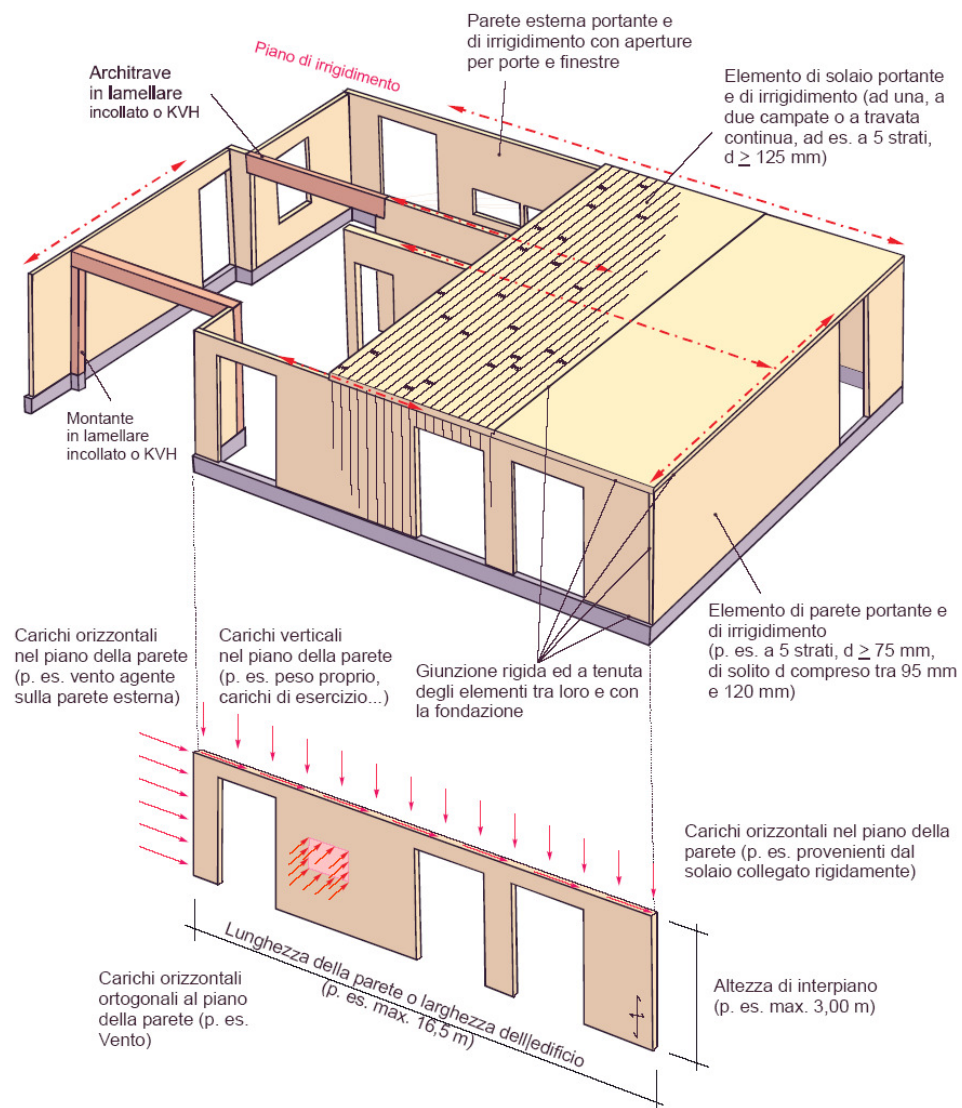 Parete esterna portante e
di irrigidimento con aperture
per porte e finestre
Piano di irrigidimento
Architrave
in lamellare
incollato o KVH
Elemento di solaio portante
e di irrigidimento (ad una, a
due campate o a travata
continua, ad es. a 5 strati,
d ≥ 125 mm)
Montante
in lamellare
incollato o KVH
Elemento di parete portante e
di irrigidimento
(p. es. a 5 strati, d ≥ 75 mm,
di solito d compreso tra 95 mm
e 120 mm)
Carichi orizzontali
nel piano della parete
(p. es. vento agente
sulla parete esterna)
Carichi verticali
nel piano della parete
(p. es. peso proprio,
carichi di esercizio...)
Giunzione rigida ed a tenuta
degli elementi tra loro e con
la fondazione
Carichi orizzontali nel piano della
parete (p. es. provenienti dal
solaio collegato rigidamente)
Lunghezza della parete o larghezza dell|edificio
(p. es. max. 16,5 m)
Carichi orizzontali
ortogonali al piano
della parete (p. es.
Vento)
Altezza di interpiano
(p. es. max. 3,00 m)